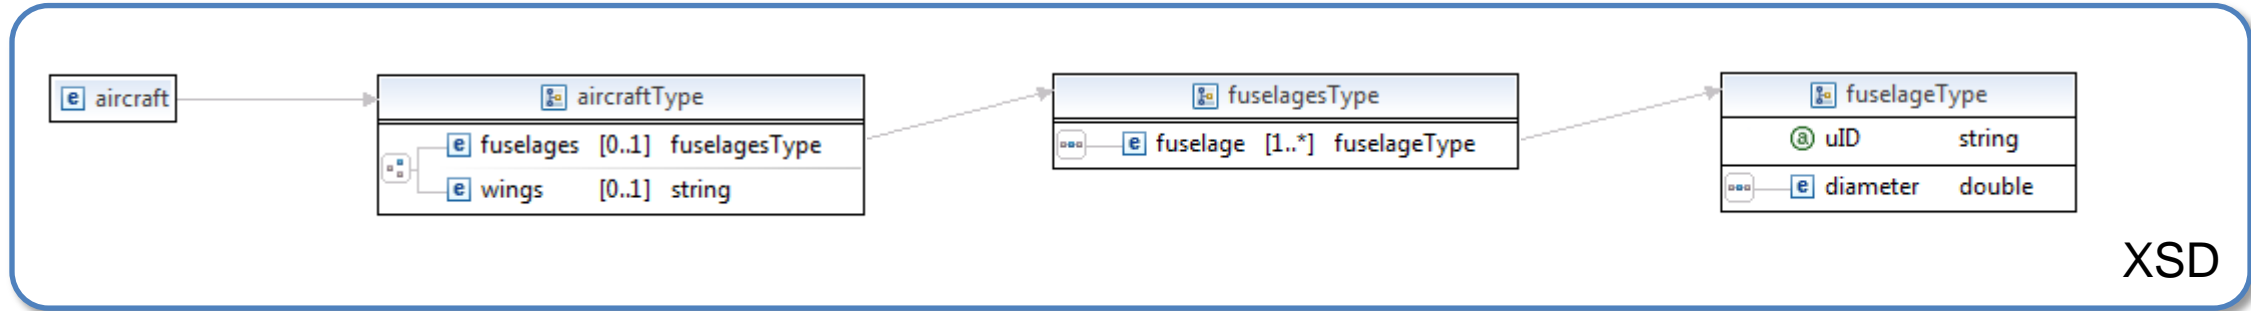 e aircraft
aircraftType
e fuselages [0..1] fuselagesType
e wings [0..1] string
fuselagesType
e fuselage [1..*] fuselageType
fuselageType
a uID string
e diameter double
XSD